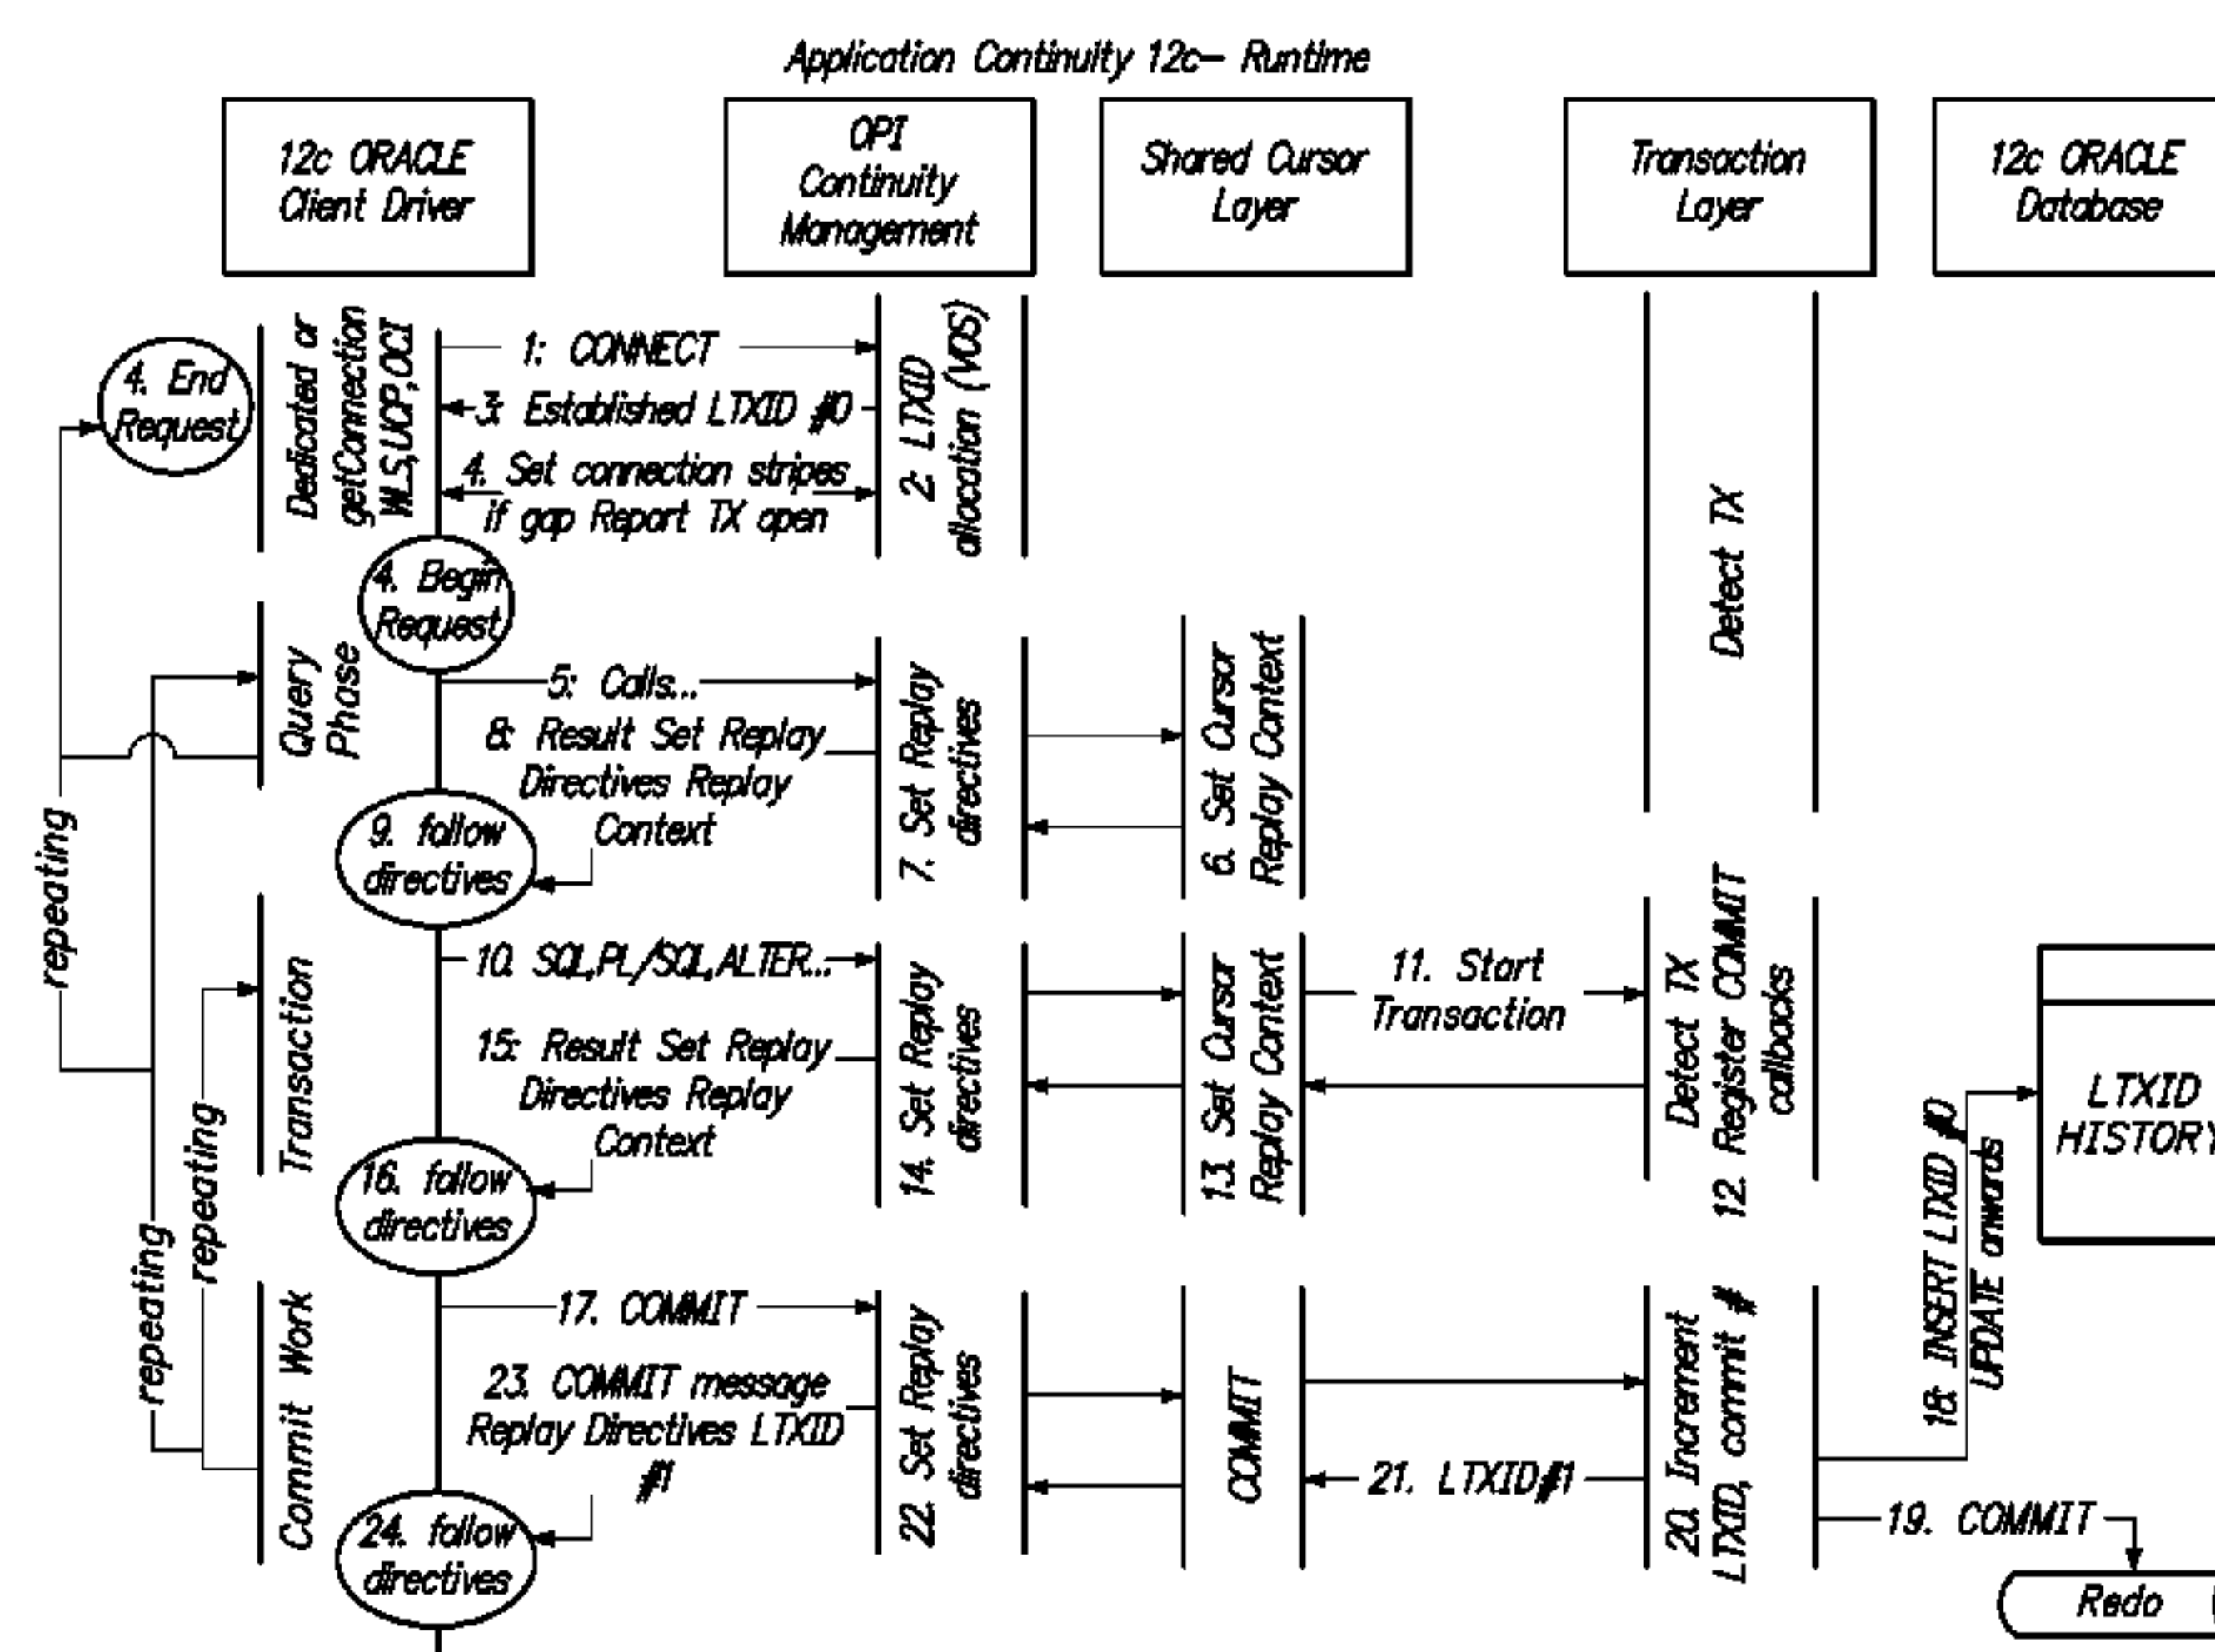 Application Continuity 12c- Runtime
12c ORACLE
Client Driver
OPI
Continuity
Management
Shared Cursor
Layer
Transaction
Layer
12c ORACLE
Database
4. End
Request
Dedicated or
getConnection
WLS,UCP,OCI
1: CONNECT
3: Established LTXID #0
4. Set connection stripes
if gap Report TX open
2: LTXID
allocation (VOS)
Detect TX
4. Begin
Request
Query
Phase
5: Calls...
8: Result Set Replay
Directives Replay
Context
7. Set Replay
directives
6. Set Cursor
Replay Context
9. follow
directives
repeating
Transaction
10. SQL,PL/SQL,ALTER...
15: Result Set Replay
Directives Replay
Context
14. Set Replay
directives
13. Set Cursor
Replay Context
11. Start
Transaction
Detect TX
12. Register COMMIT
callbacks
16. follow
directives
LTXID
HISTORY
18: INSERT LTXID #0
UPDATE onwards
repeating
repeating
Commit Work
17. COMMIT
23. COMMIT message
Replay Directives LTXID
#1
22. Set Replay
directives
COMMIT
21. LTXID#1
20. Increment
LTXID, commit #
19. COMMIT
24. follow
directives
Redo